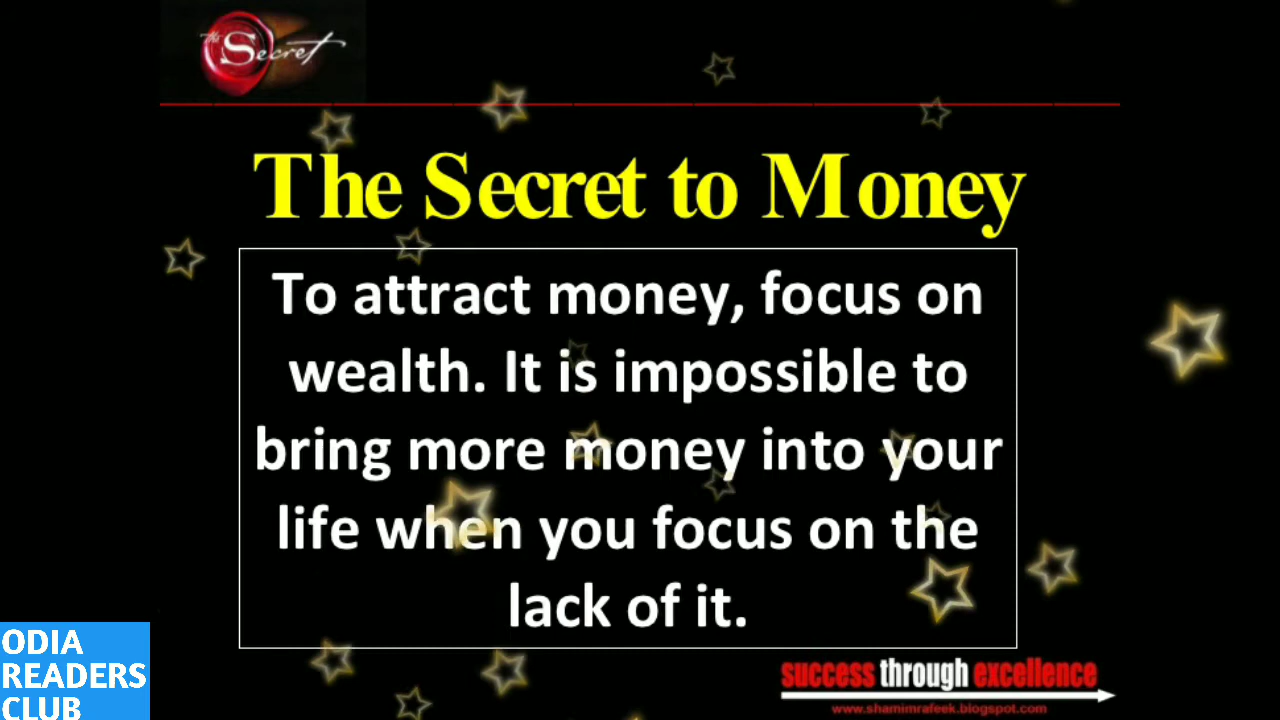 the Secret
The Secret to Money
To attract money, focus on
wealth. It is impossible to
bring more money into your
life when you focus on the
lack of it.
ODIA
READERS
CLUB
success through excellence
www.shamimrafeek.blogspot.com